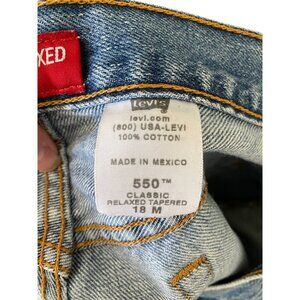 XED
Levi's
levi.com
(800) USA-LEVI
100% COTTON
MADE IN MEXICO
550™
CLASSIC
RELAXED TAPERED
18 M